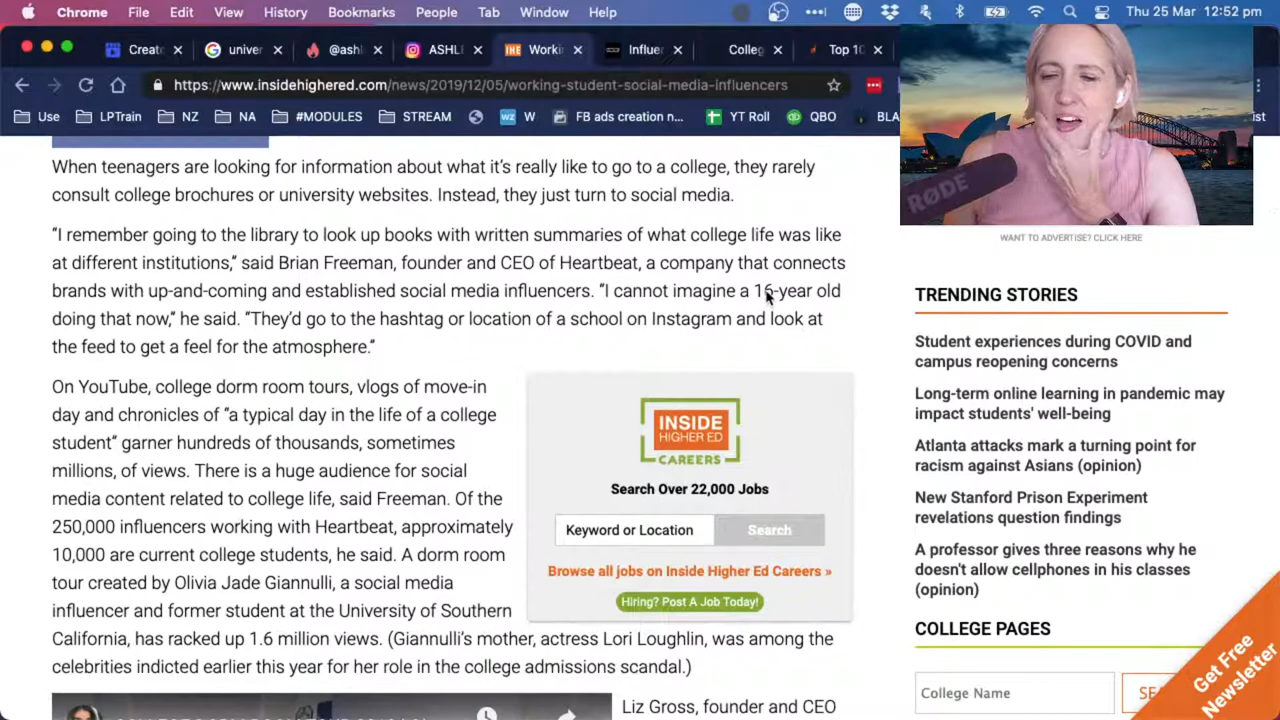 Chrome File Edit View History Bookmarks People Tab Window Help Thu 25 Mar 12:52 pm
Create univer @ashl ASHLE Workin Influer Colleg Top 10
https://www.insidehighered.com/news/2019/12/05/working-student-social-media-influencers
Use LPTrain NZ NA #MODULES STREAM W FB ads creation n... YT Roll QBO BLA ist
When teenagers are looking for information about what it's really like to go to a college, they rarely
consult college brochures or university websites. Instead, they just turn to social media.
"I remember going to the library to look up books with written summaries of what college life was like
at different institutions," said Brian Freeman, founder and CEO of Heartbeat, a company that connects
brands with up-and-coming and established social media influencers. "I cannot imagine a 16-year old
doing that now," he said. "They'd go to the hashtag or location of a school on Instagram and look at
the feed to get a feel for the atmosphere."
On YouTube, college dorm room tours, vlogs of move-in
day and chronicles of "a typical day in the life of a college
student" garner hundreds of thousands, sometimes
millions, of views. There is a huge audience for social
media content related to college life, said Freeman. Of the
250,000 influencers working with Heartbeat, approximately
10,000 are current college students, he said. A dorm room
tour created by Olivia Jade Giannulli, a social media
influencer and former student at the University of Southern
California, has racked up 1.6 million views. (Giannulli's mother, actress Lori Loughlin, was among the
celebrities indicted earlier this year for her role in the college admissions scandal.)
Liz Gross, founder and CEO
INSIDE
HIGHER ED
CAREERS
Search Over 22,000 Jobs
Keyword or Location Search
Browse all jobs on Inside Higher Ed Careers »
Hiring? Post A Job Today!
RØDE
WANT TO ADVERTISE? CLICK HERE
TRENDING STORIES
Student experiences during COVID and
campus reopening concerns
Long-term online learning in pandemic may
impact students' well-being
Atlanta attacks mark a turning point for
racism against Asians (opinion)
New Stanford Prison Experiment
revelations question findings
A professor gives three reasons why he
doesn't allow cellphones in his classes
(opinion)
COLLEGE PAGES
College Name SE
Get Free
Newsletter